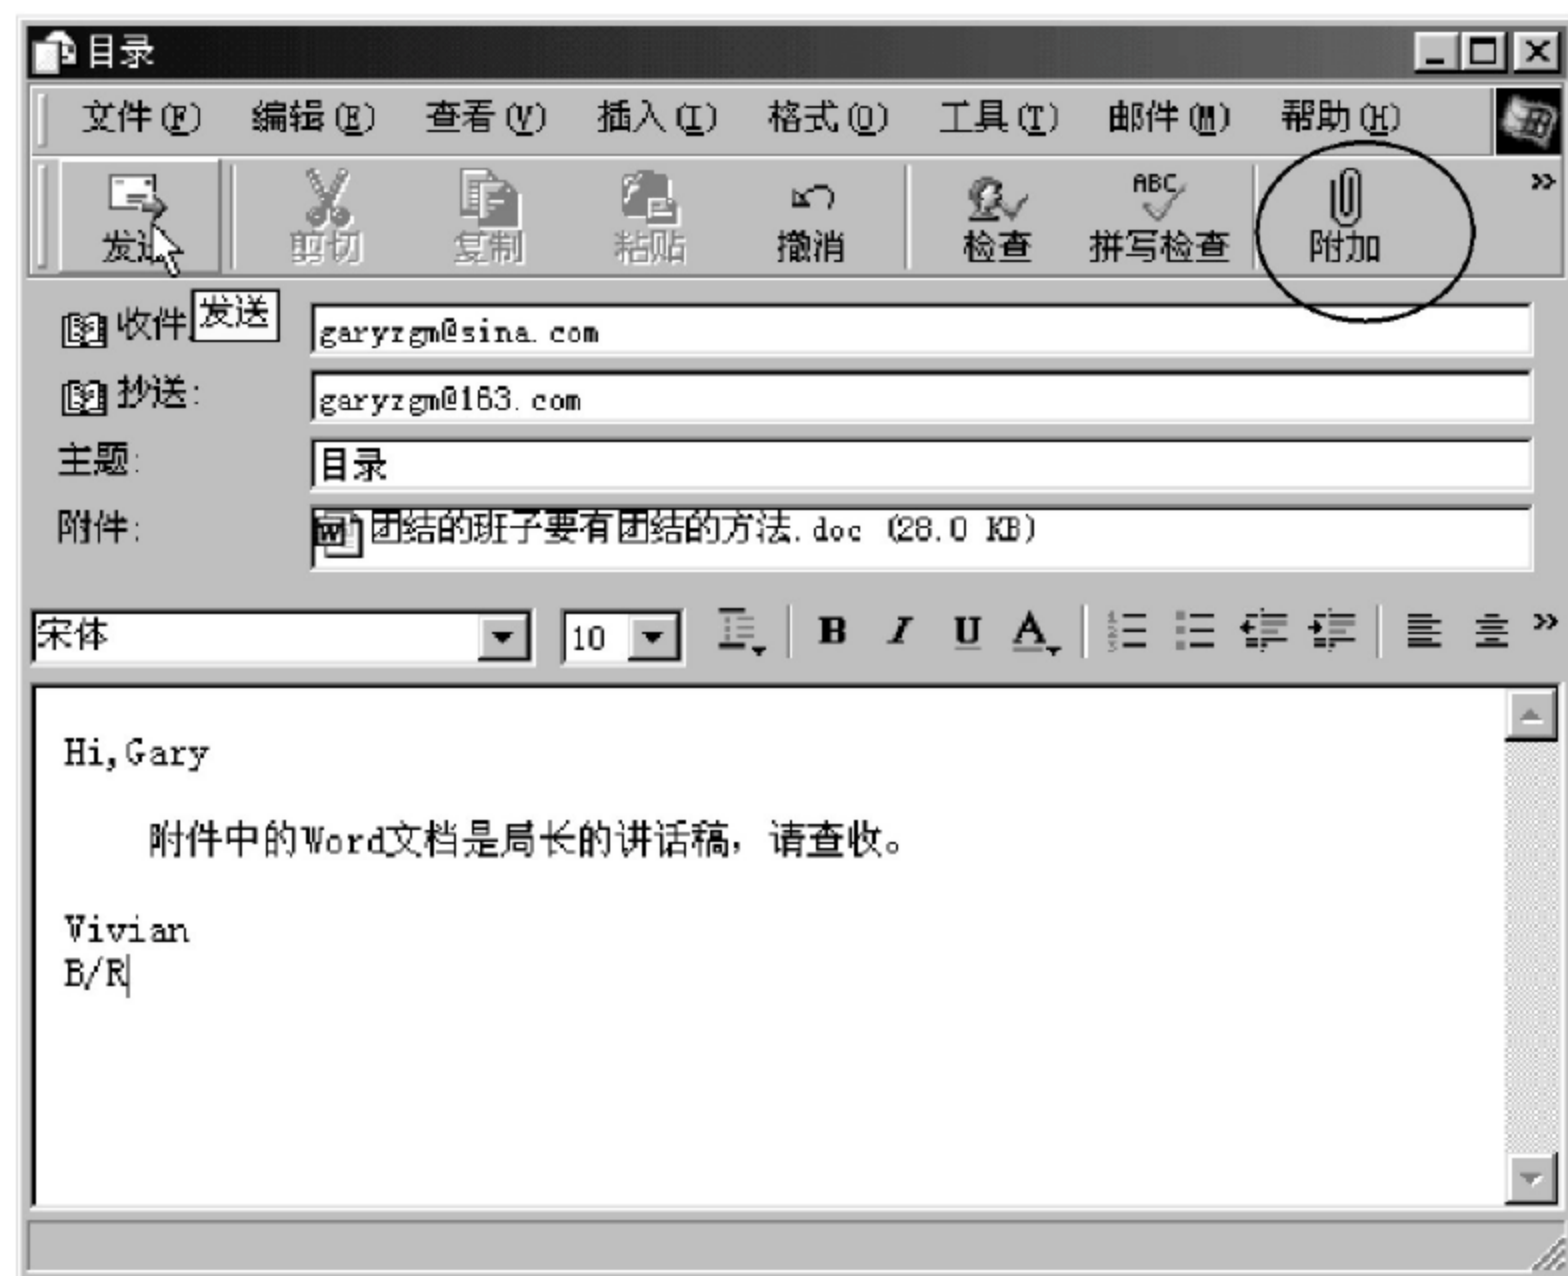 目录
文件(F) 编辑(E) 查看(V) 插入(I) 格式(O) 工具(T) 邮件(M) 帮助(H)
发送 剪切 复制 粘贴 撤消 检查 拼写检查 附加
ABC
发送
收件 garyzgm@sina.com
抄送: garyzgm@163.com
主题: 目录
附件: 团结的班子要有团结的方法.doc (28.0 KB)
宋体 10 B I U A
Hi,Gary
附件中的Word文档是局长的讲话稿，请查收。
Vivian
B/R